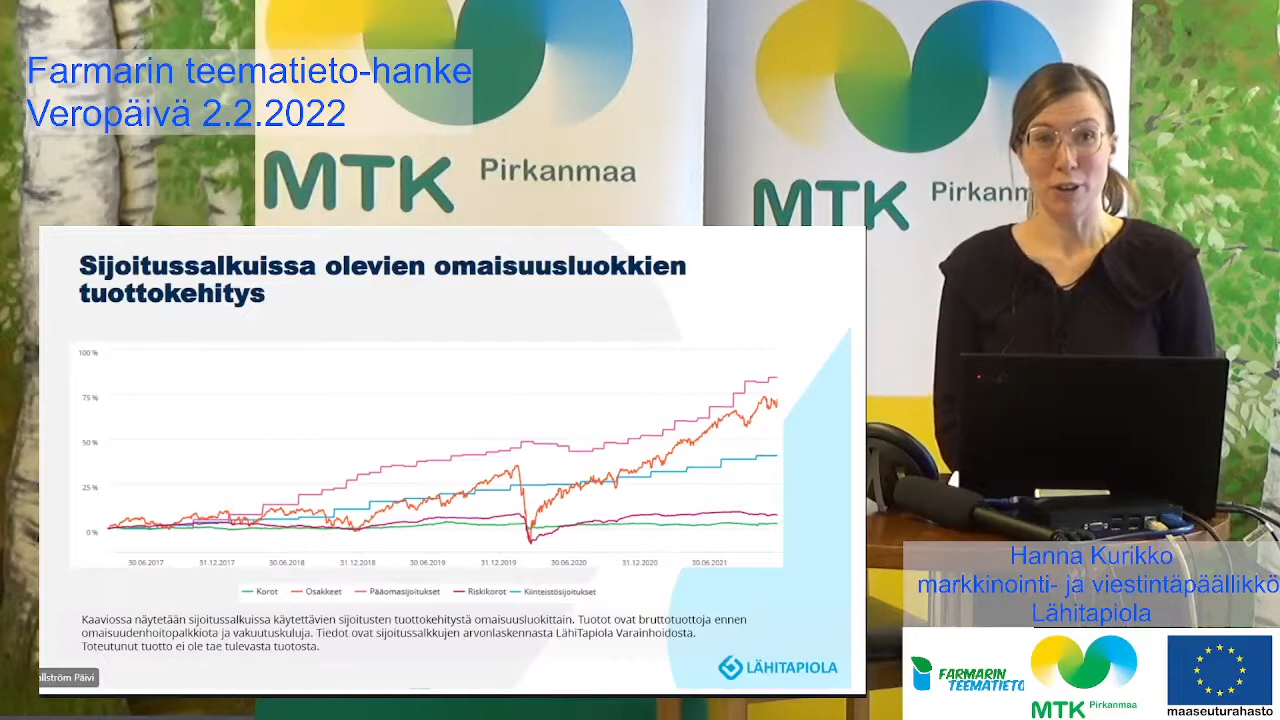 Farmarin teematieto-hanke
Veropäivä 2.2.2022
MTK Pirkanmaa
MTK Pirkanm
Sijoitussalkuissa olevien omaisuusluokkien
tuottokehitys
100 %
75 %
50 %
25 %
0 %
30.06.2017 31.12.2017 30.06.2018 31.12.2018 30.06.2019 31.12.2019 30.06.2020 31.12.2020 30.06.2021
Korot Osakkeet Pääomasijoitukset Riskikorot Kiinteistösijoitukset
Kaaviossa näytetään sijoitussalkuissa käytettävien sijoitusten tuottokehitystä omaisuusluokittain. Tuotot ovat bruttotuottoja ennen
omaisuudenhoitopalkkiota ja vakuutuskuluja. Tiedot ovat sijoitussalkkujen arvonlaskennasta LähiTapiola Varainhoidosta.
Toteutunut tuotto ei ole tae tulevasta tuotosta.
LÄHITAPIOLA
ällström Päivi
Hanna Kurikko
markkinointi- ja viestintäpäällikkö
Lähitapiola
FARMARIN
TEEMATIETO
MTK Pirkanmaa
maaseuturahasto